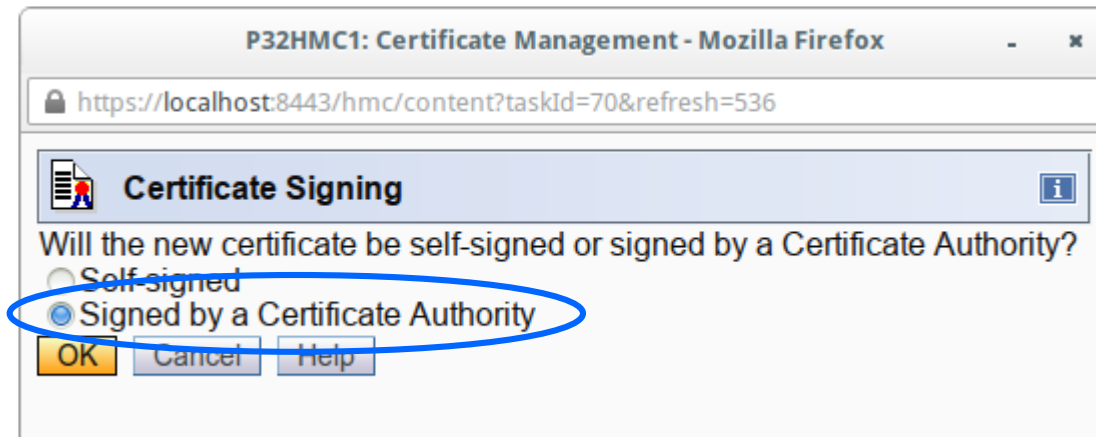 P32HMC1: Certificate Management - Mozilla Firefox
https://localhost:8443/hmc/content?taskId=70&refresh=536
Certificate Signing
Will the new certificate be self-signed or signed by a Certificate Authority?
Self-signed
Signed by a Certificate Authority
OK Cancel Help